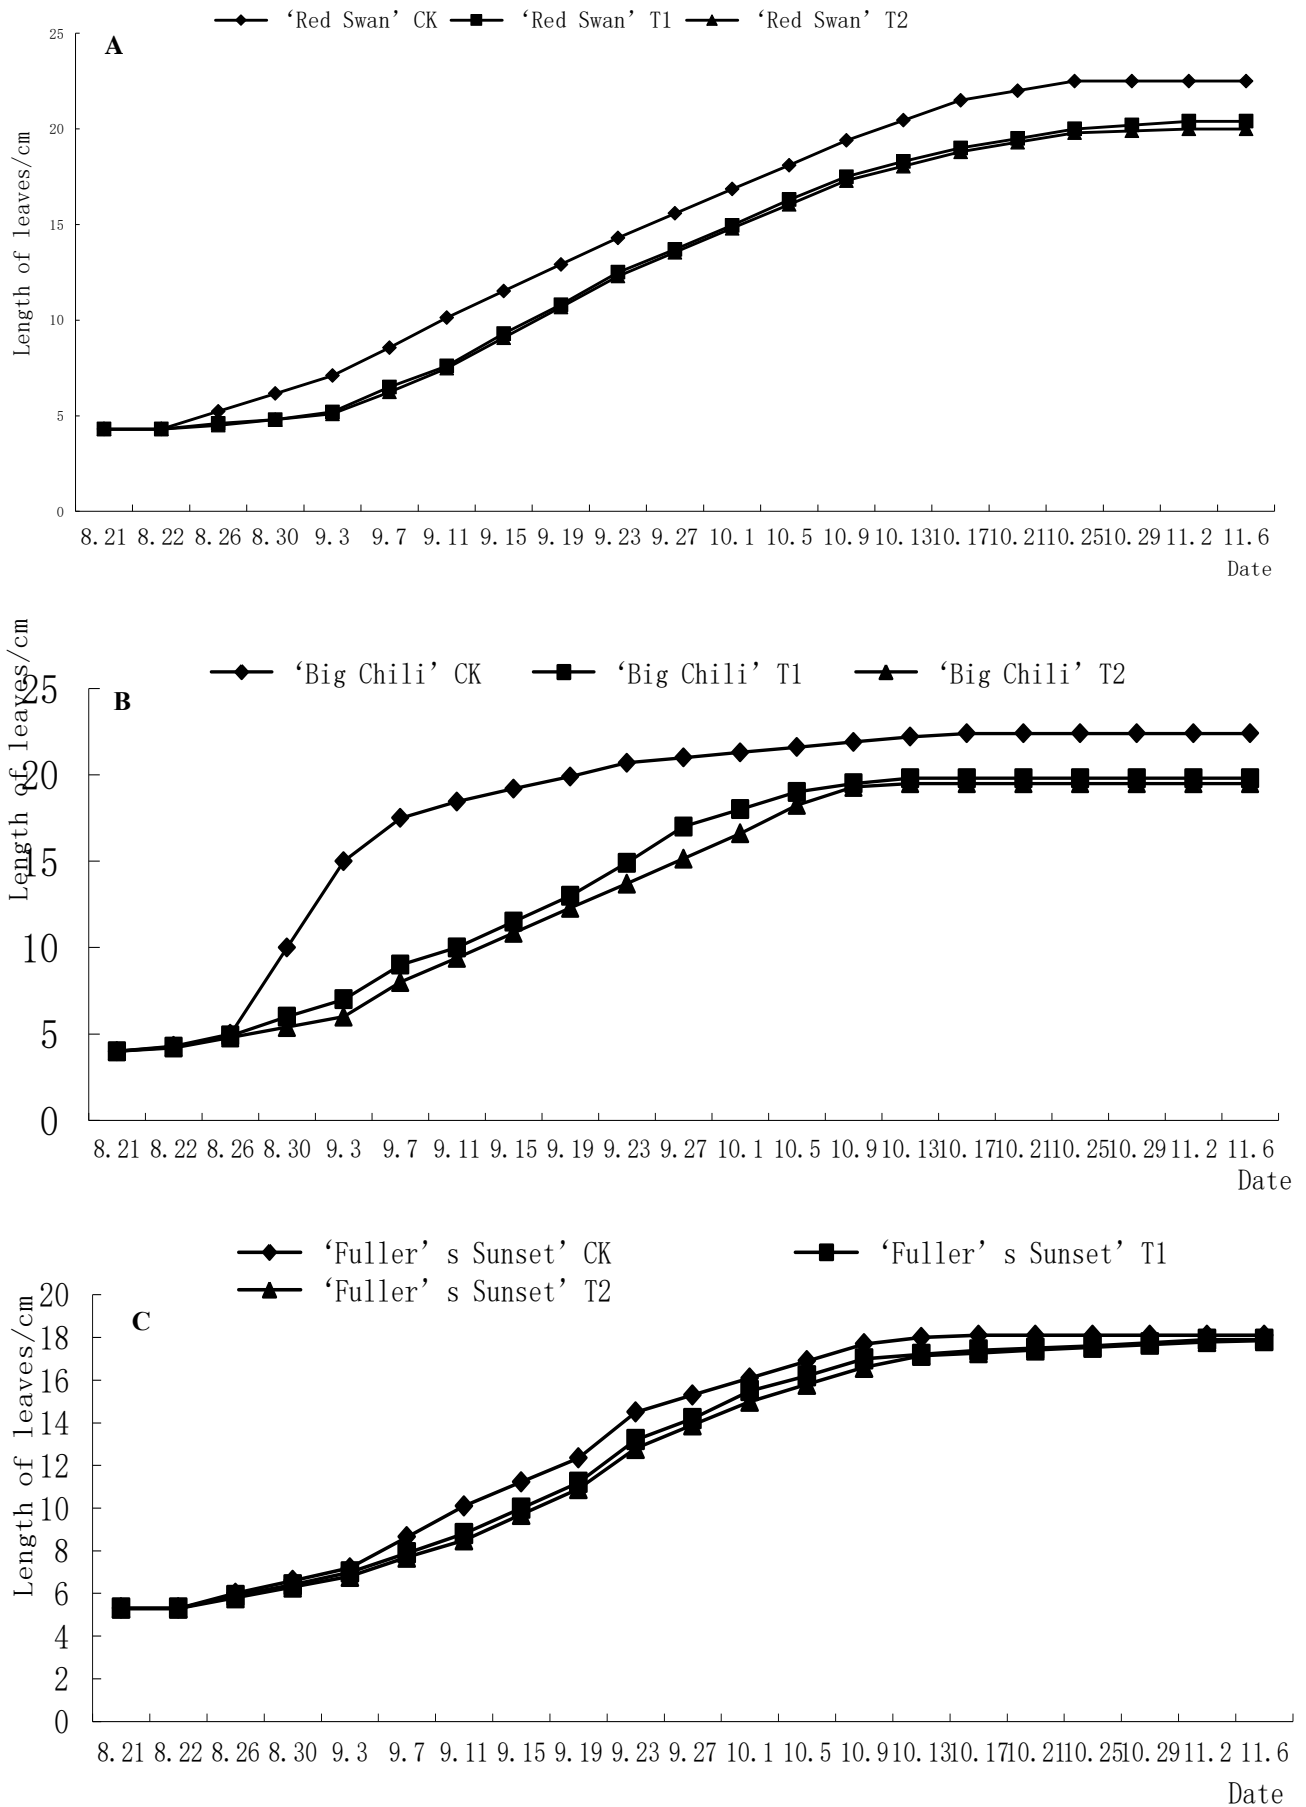 ‘Red Swan’ CK ‘Red Swan’ T1 ‘Red Swan’ T2
A
Length of leaves/cm
25
20
15
10
5
0
8.21 8.22 8.26 8.30 9.3 9.7 9.11 9.15 9.19 9.23 9.27 10.1 10.5 10.9 10.13 10.17 10.21 10.25 10.29 11.2 11.6
Date
‘Big Chili’ CK ‘Big Chili’ T1 ‘Big Chili’ T2
B
Length of leaves/cm
25
20
15
10
5
0
8.21 8.22 8.26 8.30 9.3 9.7 9.11 9.15 9.19 9.23 9.27 10.1 10.5 10.9 10.13 10.17 10.21 10.25 10.29 11.2 11.6
Date
‘Fuller’ s Sunset’ CK ‘Fuller’ s Sunset’ T1
‘Fuller’ s Sunset’ T2
C
Length of leaves/cm
20
18
16
14
12
10
8
6
4
2
0
8.21 8.22 8.26 8.30 9.3 9.7 9.11 9.15 9.19 9.23 9.27 10.1 10.5 10.9 10.13 10.17 10.21 10.25 10.29 11.2 11.6
Date